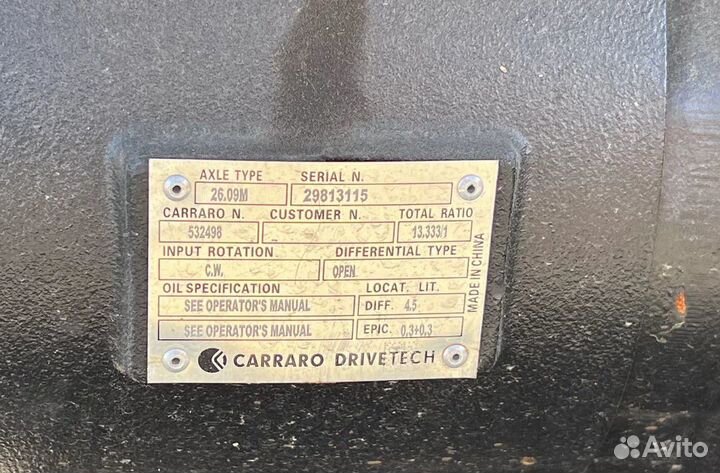 AXLE TYPE SERIAL N.
26.09M 29813115
CARRARO N. CUSTOMER N. TOTAL RATIO
532498 13.333/1
INPUT ROTATION DIFFERENTIAL TYPE
C.W. OPEN
OIL SPECIFICATION LOCAT. LIT.
SEE OPERATOR'S MANUAL DIFF. 4.5
SEE OPERATOR'S MANUAL EPIC. 0.3+0.3
CARRARO DRIVETECH
MADE IN CHINA
Avito